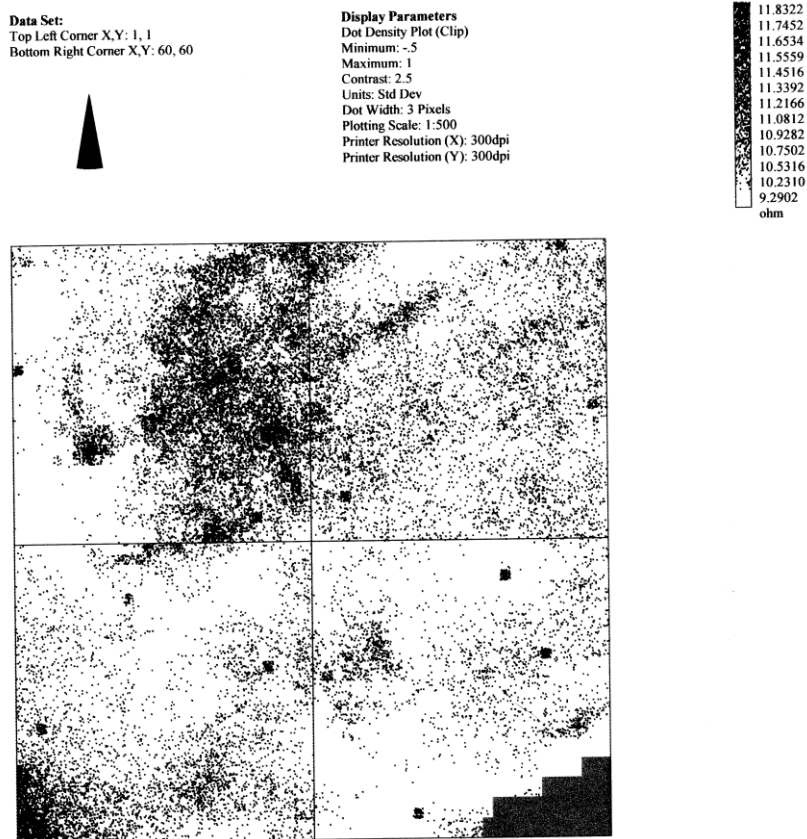 Data Set:
Top Left Corner X,Y: 1, 1
Bottom Right Corner X,Y: 60, 60
Display Parameters
Dot Density Plot (Clip)
Minimum: -.5
Maximum: 1
Contrast: 2.5
Units: Std Dev
Dot Width: 3 Pixels
Plotting Scale: 1:500
Printer Resolution (X): 300dpi
Printer Resolution (Y): 300dpi
11.8322
11.7452
11.6534
11.5559
11.4516
11.3392
11.2166
11.0812
10.9282
10.7502
10.5316
10.2310
9.2902
ohm